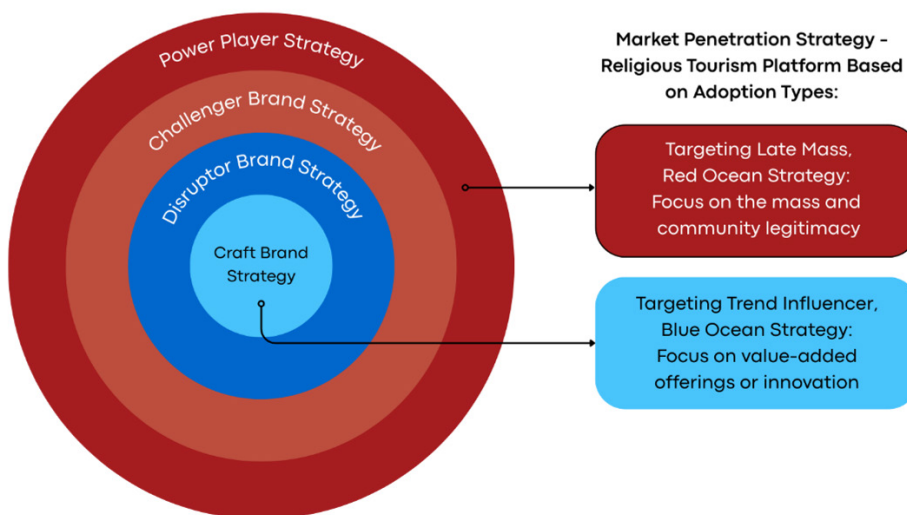 Power Player Strategy
Challenger Brand Strategy
Disruptor Brand Strategy
Craft Brand
Strategy
Market Penetration Strategy -
Religious Tourism Platform Based
on Adoption Types:
Targeting Late Mass,
Red Ocean Strategy:
Focus on the mass and
community legitimacy
Targeting Trend Influencer,
Blue Ocean Strategy:
Focus on value-added
offerings or innovation